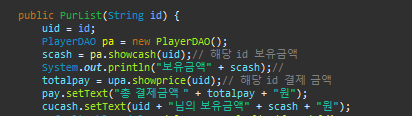 public PurList(String id) {
uid = id;
PlayerDAO pa = new PlayerDAO();
scash = pa.showcash(uid);// 해당 id 보유금액
System.out.println("보유금액" + scash);//
totalpay = upa.showprice(uid);// 해당 id 결제 금액
pay.setText("총 결제금액 " + totalpay + "원");
cucash.setText(uid + "님의 보유금액" + scash + "원");